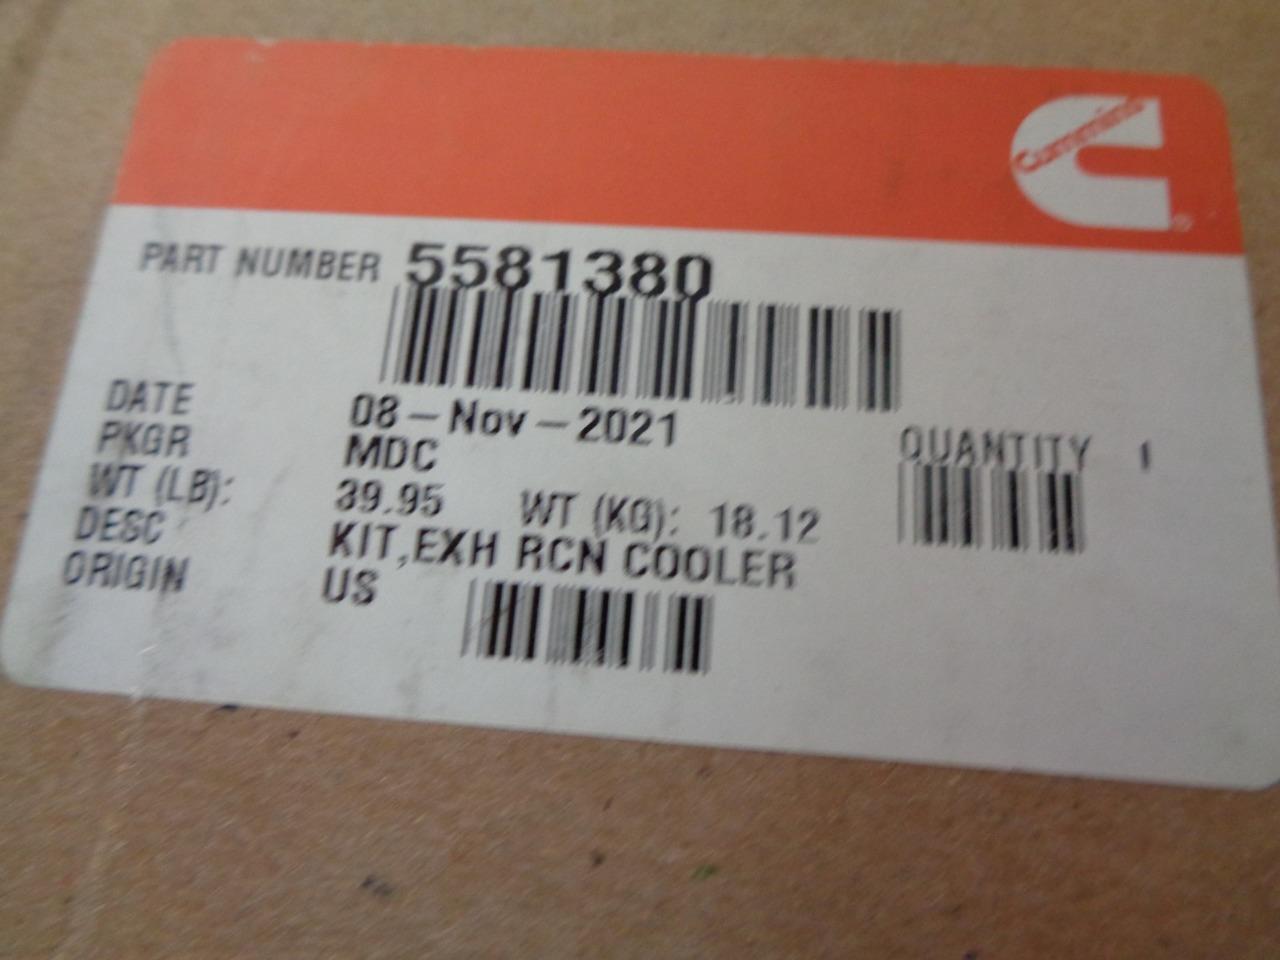 Cummins
®
PART NUMBER 5581380
DATE 08-Nov-2021
PKGR MDC
QUANTITY 1
WT (LB): 39.95 WT (KG): 18.12
DESC KIT,EXH RCN COOLER
ORIGIN US